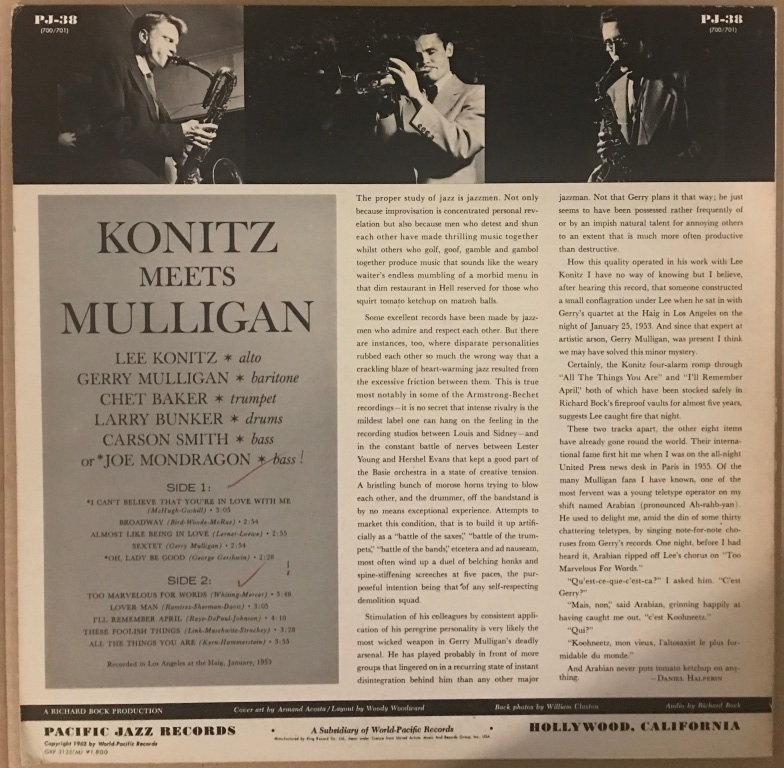 PJ-38
(700/701)
PJ-38
(700/701)
KONITZ
MEETS
MULLIGAN
LEE KONITZ * alto
GERRY MULLIGAN * baritone
CHET BAKER * trumpet
LARRY BUNKER * drums
CARSON SMITH * bass
or *JOE MONDRAGON * bass!
SIDE 1:
*I CAN'T BELIEVE THAT YOU'RE IN LOVE WITH ME
(McHugh-Gaskill) • 3:05
BROADWAY (Bird-Woods-McRae) • 2:54
ALMOST LIKE BEING IN LOVE (Lerner-Loewe) • 2:35
SEXTET (Gerry Mulligan) • 2:54
*OH, LADY BE GOOD (George Gershwin) • 2:28
SIDE 2:
TOO MARVELOUS FOR WORDS (Whiting-Mercer) • 3:46
LOVER MAN (Ramirez-Sherman-Davis) • 3:05
I'LL REMEMBER APRIL (Raye-DePaul-Johnson) • 4:10
THESE FOOLISH THINGS (Link-Maschwitz-Strachey) • 3:28
ALL THE THINGS YOU ARE (Kern-Hammerstein) • 3:55
Recorded in Los Angeles at the Haig, January, 1953
The proper study of jazz is jazzmen. Not only
because improvisation is concentrated personal rev-
elation but also because men who detest and shun
each other have made thrilling music together
whilst others who golf, goof, gamble and gambol
together produce music that sounds like the weary
waiter's endless mumbling of a morbid menu in
that dim restaurant in Hell reserved for those who
squirt tomato ketchup on matzoh balls.
Some excellent records have been made by jazz-
men who admire and respect each other. But there
are instances, too, where disparate personalities
rubbed each other so much the wrong way that a
crackling blaze of heart-warming jazz resulted from
the excessive friction between them. This is true
most notably in some of the Armstrong-Bechet
recordings—it is no secret that intense rivalry is the
mildest label one can hang on the feeling in the
recording studios between Louis and Sidney—and
in the constant battle of nerves between Lester
Young and Hershel Evans that kept a good part of
the Basie orchestra in a state of creative tension.
A bristling bunch of morose horns trying to blow
each other, and the drummer, off the bandstand is
by no means exceptional experience. Attempts to
market this condition, that is to build it up artifi-
cially as a "battle of the saxes," "battle of the trum-
pets," "battle of the bands," etcetera and ad nauseam,
most often wind up a duel of belching honks and
spine-stiffening screeches at five paces, the pur-
poseful intention being that of any self-respecting
demolition squad.
Stimulation of his colleagues by consistent appli-
cation of his peregrine personality is very likely the
most wicked weapon in Gerry Mulligan's deadly
arsenal. He has played probably in front of more
groups that lingered on in a recurring state of instant
disintegration behind him than any other major
jazzman. Not that Gerry plans it that way; he just
seems to have been possessed rather frequently of
or by an impish natural talent for annoying others
to an extent that is much more often productive
than destructive.
How this quality operated in his work with Lee
Konitz I have no way of knowing but I believe,
after hearing this record, that someone constructed
a small conflagration under Lee when he sat in with
Gerry's quartet at the Haig in Los Angeles on the
night of January 25, 1953. And since that expert at
artistic arson, Gerry Mulligan, was present I think
we may have solved this minor mystery.
Certainly, the Konitz four-alarm romp through
"All The Things You Are" and "I'll Remember
April," both of which have been stocked safely in
Richard Bock's fireproof vaults for almost five years,
suggests Lee caught fire that night.
These two tracks apart, the other eight items
have already gone round the world. Their interna-
tional fame first hit me when I was on the all-night
United Press news desk in Paris in 1955. Of the
many Mulligan fans I have known, one of the
most fervent was a young teletype operator on my
shift named Arabian (pronounced Ah-rahb-yan).
He used to delight me, amid the din of some thirty
chattering teletypes, by singing note-for-note cho-
ruses from Gerry's records. One night, before I had
heard it, Arabian ripped off Lee's chorus on "Too
Marvelous For Words."
"Qu'est-ce-que-c'est-ca?" I asked him. "C'est
Gerry?"
"Mais, non," said Arabian, grinning happily at
having caught me out, "c'est Koohneetz."
"Qui?"
"Koohneetz, mon vieux, l'altosaxist le plus for-
midable du monde."
And Arabian never puts tomato ketchup on any-
thing. —DANIEL HALPERIN
A RICHARD BOCK PRODUCTION Cover art by Armand Acosta/Layout by Woody Woodward Back photos by William Claxton Audio by Richard Bock
PACIFIC JAZZ RECORDS • A Subsidiary of World-Pacific Records • HOLLYWOOD, CALIFORNIA
Manufactured by King Record Co. Ltd., under license from United Artists Music And Records Group, Inc., USA
Copyright 1960 by World-Pacific Records
GXF 3133(M) ¥1,800